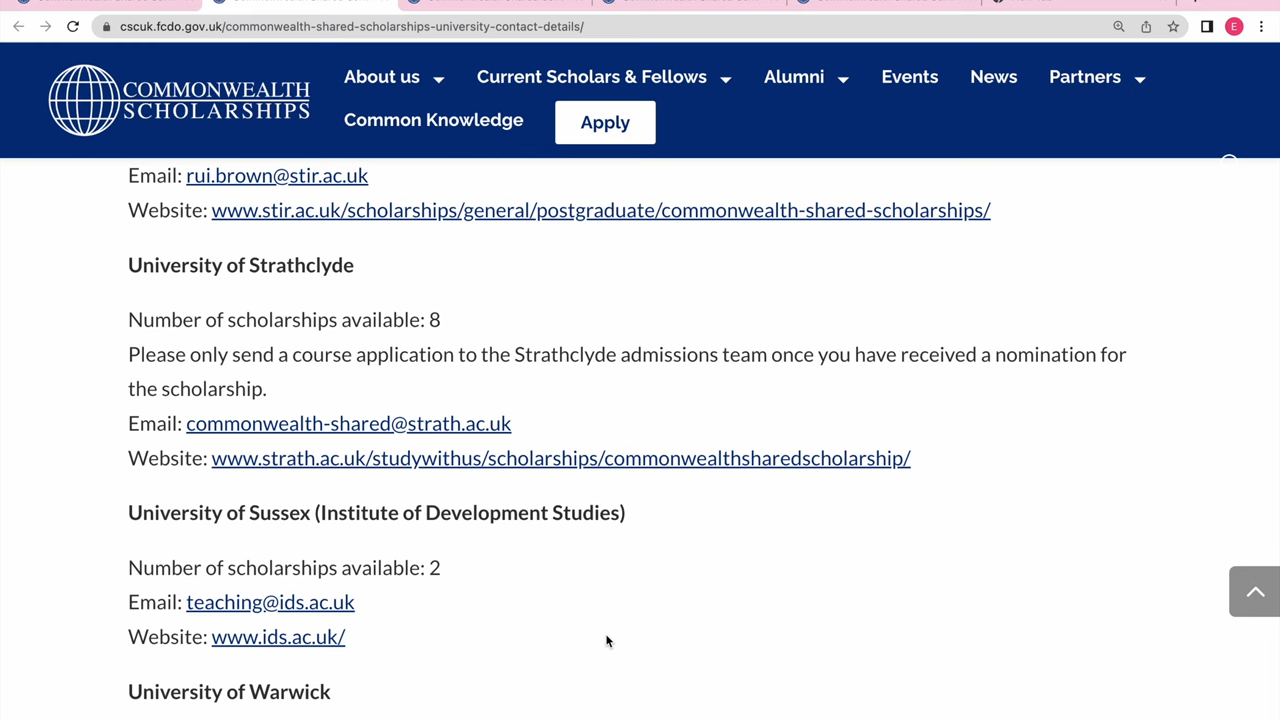 cscuk.fcdo.gov.uk/commonwealth-shared-scholarships-university-contact-details/
E
COMMONWEALTH
SCHOLARSHIPS
About us
Current Scholars & Fellows
Alumni
Events
News
Partners
Common Knowledge
Apply
Email: rui.brown@stir.ac.uk
Website: www.stir.ac.uk/scholarships/general/postgraduate/commonwealth-shared-scholarships/
University of Strathclyde
Number of scholarships available: 8
Please only send a course application to the Strathclyde admissions team once you have received a nomination for
the scholarship.
Email: commonwealth-shared@strath.ac.uk
Website: www.strath.ac.uk/studywithus/scholarships/commonwealthsharedscholarship/
University of Sussex (Institute of Development Studies)
Number of scholarships available: 2
Email: teaching@ids.ac.uk
Website: www.ids.ac.uk/
University of Warwick